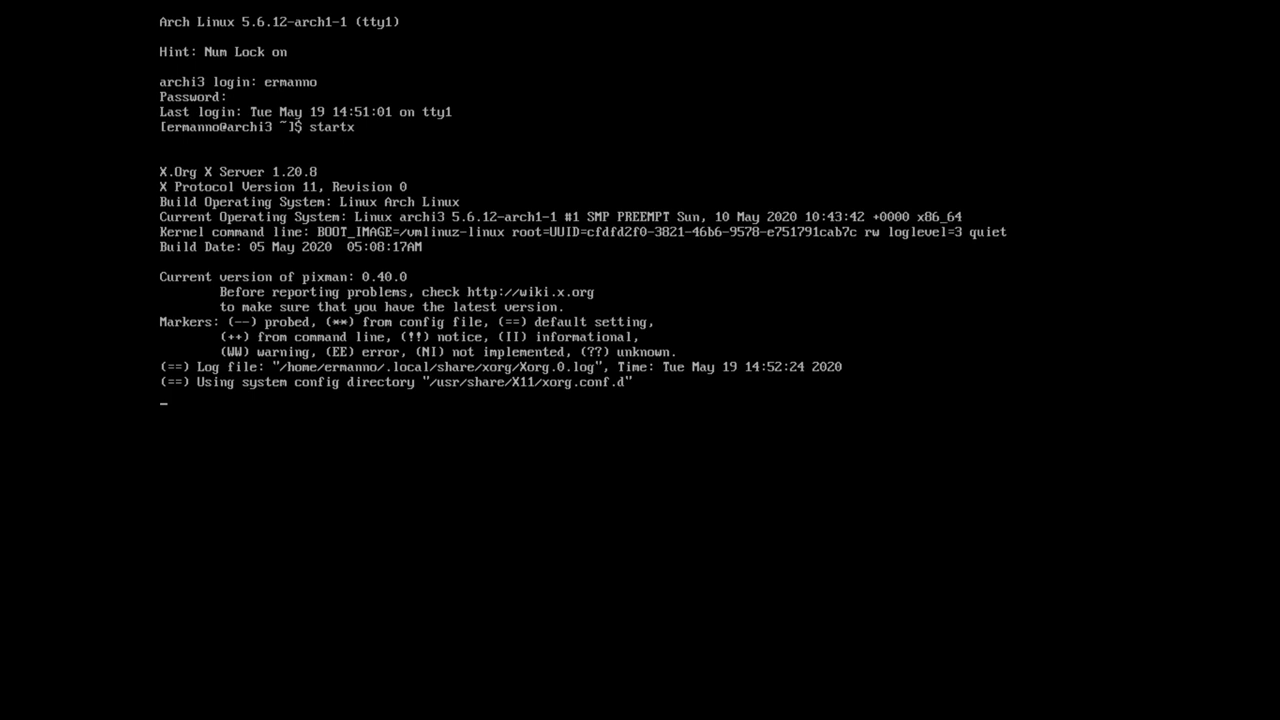 Arch Linux 5.6.12-arch1-1 (tty1)
Hint: Num Lock on
archi3 login: ermanno
Password:
Last login: Tue May 19 14:51:01 on tty1
[ermanno@archi3 ~]$ startx
X.Org X Server 1.20.8
X Protocol Version 11, Revision 0
Build Operating System: Linux Arch Linux
Current Operating System: Linux archi3 5.6.12-arch1-1 #1 SMP PREEMPT Sun, 10 May 2020 10:43:42 +0000 x86_64
Kernel command line: BOOT_IMAGE=/vmlinuz-linux root=UUID=cfdfd2f0-3821-46b6-9578-e751791cab7c rw loglevel=3 quiet
Build Date: 05 May 2020  05:08:17AM
Current version of pixman: 0.40.0
Before reporting problems, check http://wiki.x.org
to make sure that you have the latest version.
Markers: (--) probed, (**) from config file, (==) default setting,
(++) from command line, (!!) notice, (II) informational,
(WW) warning, (EE) error, (NI) not implemented, (??) unknown.
(==) Log file: "/home/ermanno/.local/share/xorg/Xorg.0.log", Time: Tue May 19 14:52:24 2020
(==) Using system config directory "/usr/share/X11/xorg.conf.d"
_